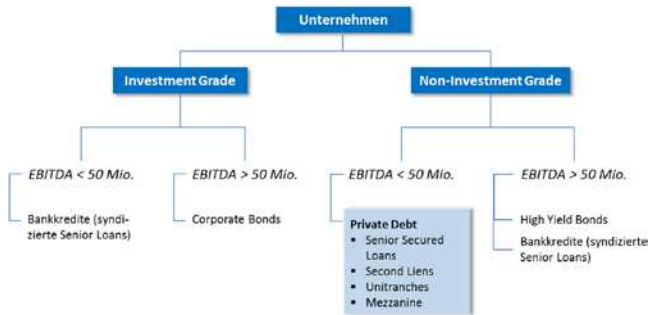 Unternehmen
Investment Grade
Non-Investment Grade
EBITDA < 50 Mio.
EBITDA > 50 Mio.
EBITDA < 50 Mio.
EBITDA > 50 Mio.
Bankkredite (syndi-
zierte Senior Loans)
Corporate Bonds
Private Debt
▪ Senior Secured
Loans
▪ Second Liens
▪ Unitranches
▪ Mezzanine
High Yield Bonds
Bankkredite (syndizierte
Senior Loans)